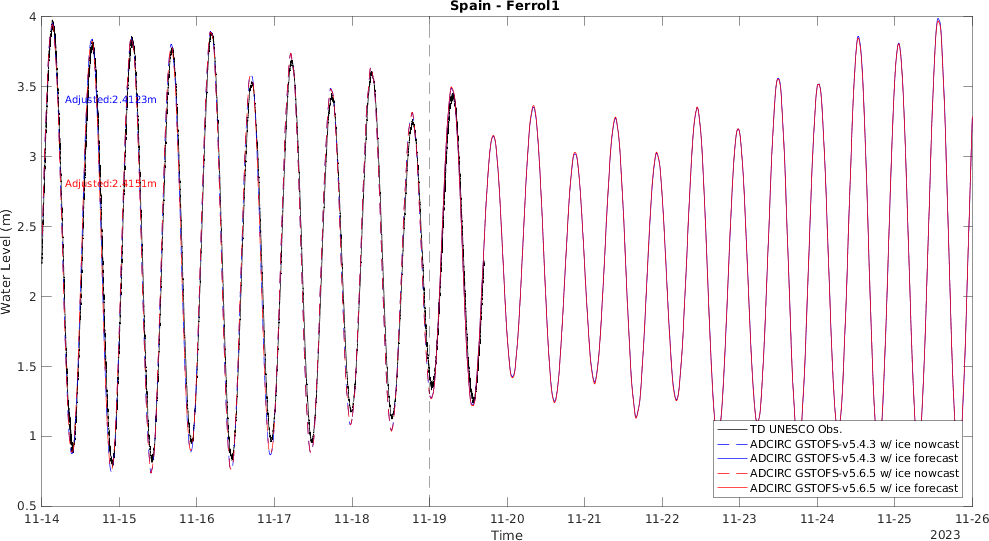 Spain - Ferrol1
4
3.5
3
2.5
2
1.5
1
0.5
Water Level (m)
Adjusted:2.4123m
Adjusted:2.4151m
TD UNESCO Obs.
ADCIRC GSTOFS-v5.4.3 w/ ice nowcast
ADCIRC GSTOFS-v5.4.3 w/ ice forecast
ADCIRC GSTOFS-v5.6.5 w/ ice nowcast
ADCIRC GSTOFS-v5.6.5 w/ ice forecast
11-14 11-15 11-16 11-17 11-18 11-19 11-20 11-21 11-22 11-23 11-24 11-25 11-26
Time
2023